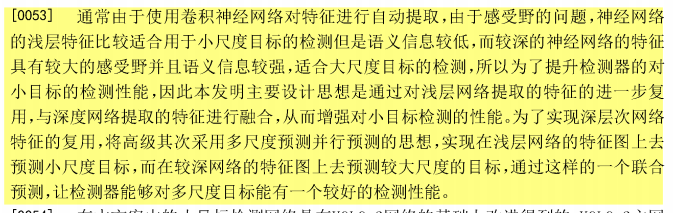 [0053] 通常由于使用卷积神经网络对特征进行自动提取,由于感受野的问题,神经网络
的浅层特征比较适合用于小尺度目标的检测但是语义信息较低,而较深的神经网络的特征
具有较大的感受野并且语义信息较强,适合大尺度目标的检测,所以为了提升检测器的对
小目标的检测性能,因此本发明主要设计思想是通过对浅层网络提取的特征的进一步复
用,与深度网络提取的特征进行融合,从而增强对小目标检测的性能。为了实现深层次网络
特征的复用,将高级其次采用多尺度预测并行预测的思想,实现在浅层网络的特征图上去
预测小尺度目标,而在较深网络的特征图上去预测较大尺度的目标,通过这样的一个联合
预测,让检测器能够对多尺度目标能有一个较好的检测性能。